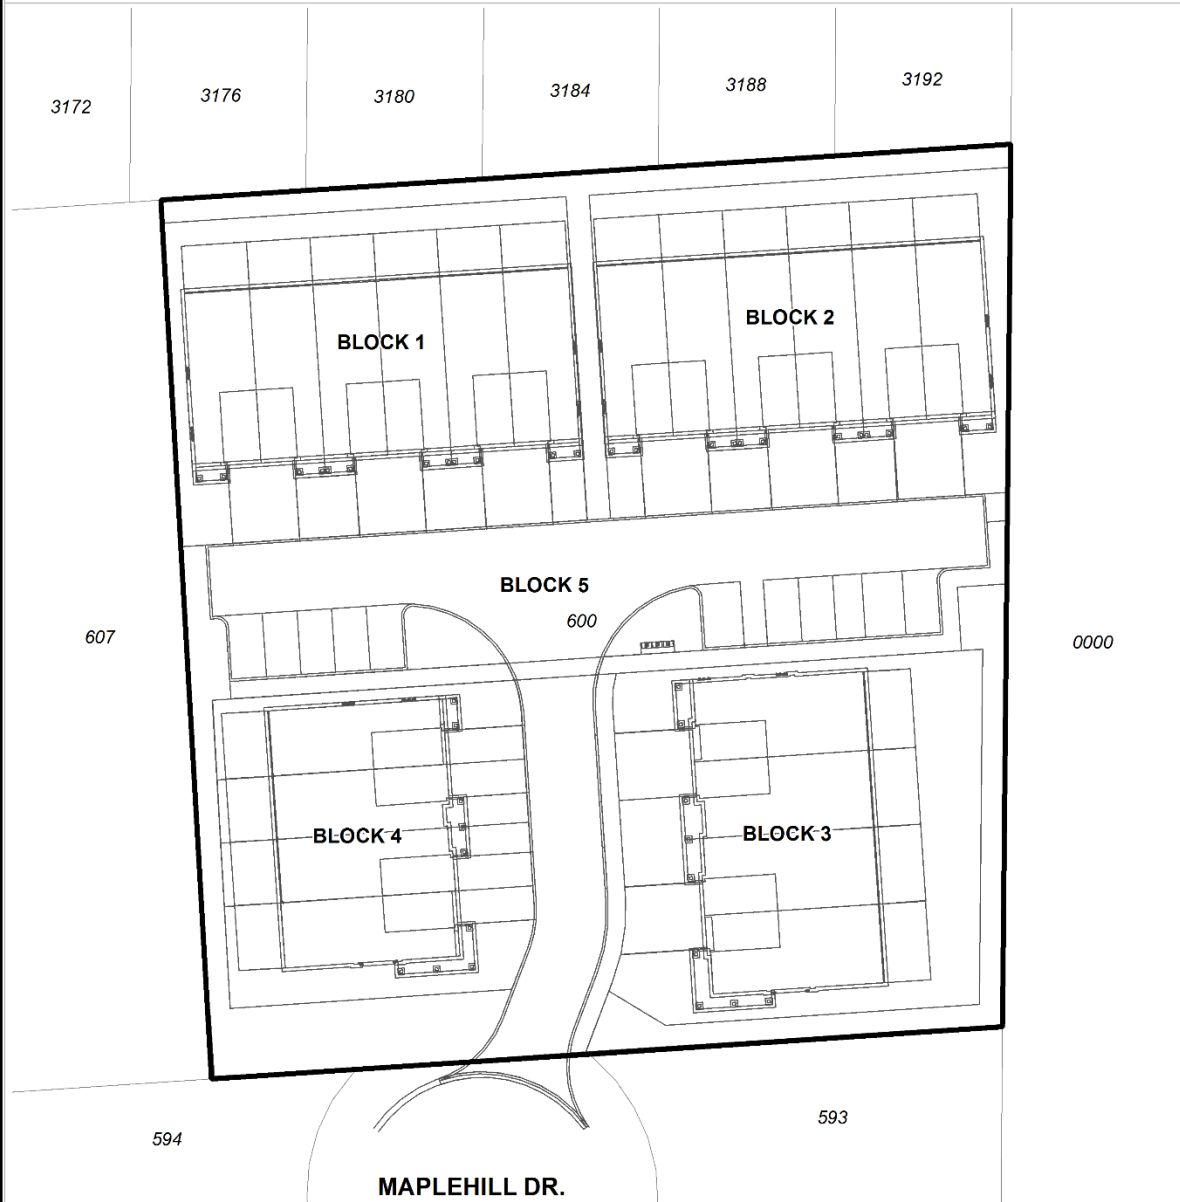 3172
3176
3180
3184
3188
3192
BLOCK 1
BLOCK 2
BLOCK 5
600
607
0000
BLOCK 4
BLOCK 3
594
593
MAPLEHILL DR.